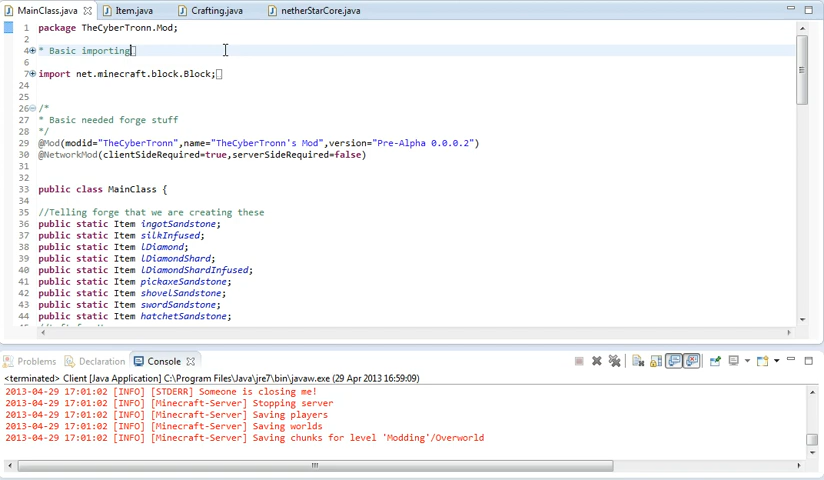 MainClass.java Item.java Crafting.java netherStarCore.java
1 package TheCyberTronn.Mod;
2
4 * Basic importing
7 import net.minecraft.block.Block;
24
25
26 /*
27 * Basic needed forge stuff
28 */
29 @Mod(modid="TheCyberTronn",name="TheCyberTronn's Mod",version="Pre-Alpha 0.0.0.2")
30 @NetworkMod(clientSideRequired=true,serverSideRequired=false)
31
32
33 public class MainClass {
34
35 //Telling forge that we are creating these
36 public static Item ingotSandstone;
37 public static Item silkInfused;
38 public static Item lDiamond;
39 public static Item lDiamondShard;
40 public static Item lDiamondShardInfused;
41 public static Item pickaxeSandstone;
42 public static Item shovelSandstone;
43 public static Item swordSandstone;
44 public static Item hatchetSandstone;
Problems Declaration Console
<terminated> Client [Java Application] C:\Program Files\Java\jre7\bin\javaw.exe (29 Apr 2013 16:59:09)
2013-04-29 17:01:02 [INFO] [STDERR] Someone is closing me!
2013-04-29 17:01:02 [INFO] [Minecraft-Server] Stopping server
2013-04-29 17:01:02 [INFO] [Minecraft-Server] Saving players
2013-04-29 17:01:02 [INFO] [Minecraft-Server] Saving worlds
2013-04-29 17:01:02 [INFO] [Minecraft-Server] Saving chunks for level 'Modding'/Overworld